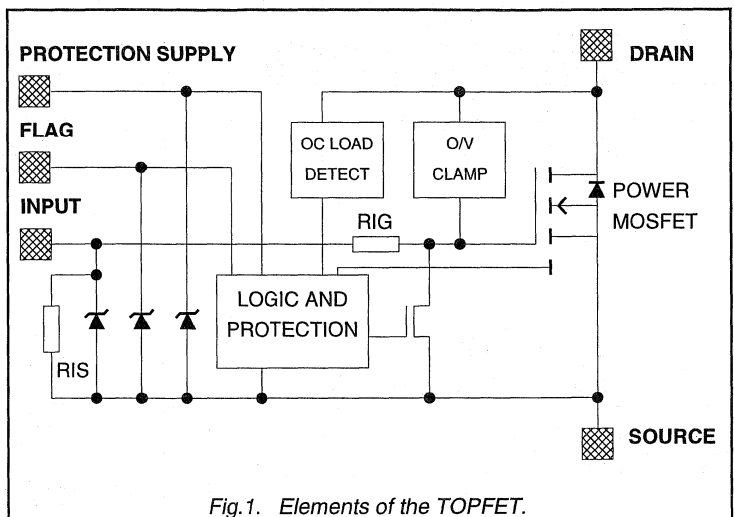 PROTECTION SUPPLY
DRAIN
FLAG
OC LOAD
DETECT
O/V
CLAMP
INPUT
RIG
POWER
MOSFET
LOGIC AND
PROTECTION
RIS
SOURCE
Fig.1. Elements of the TOPFET.